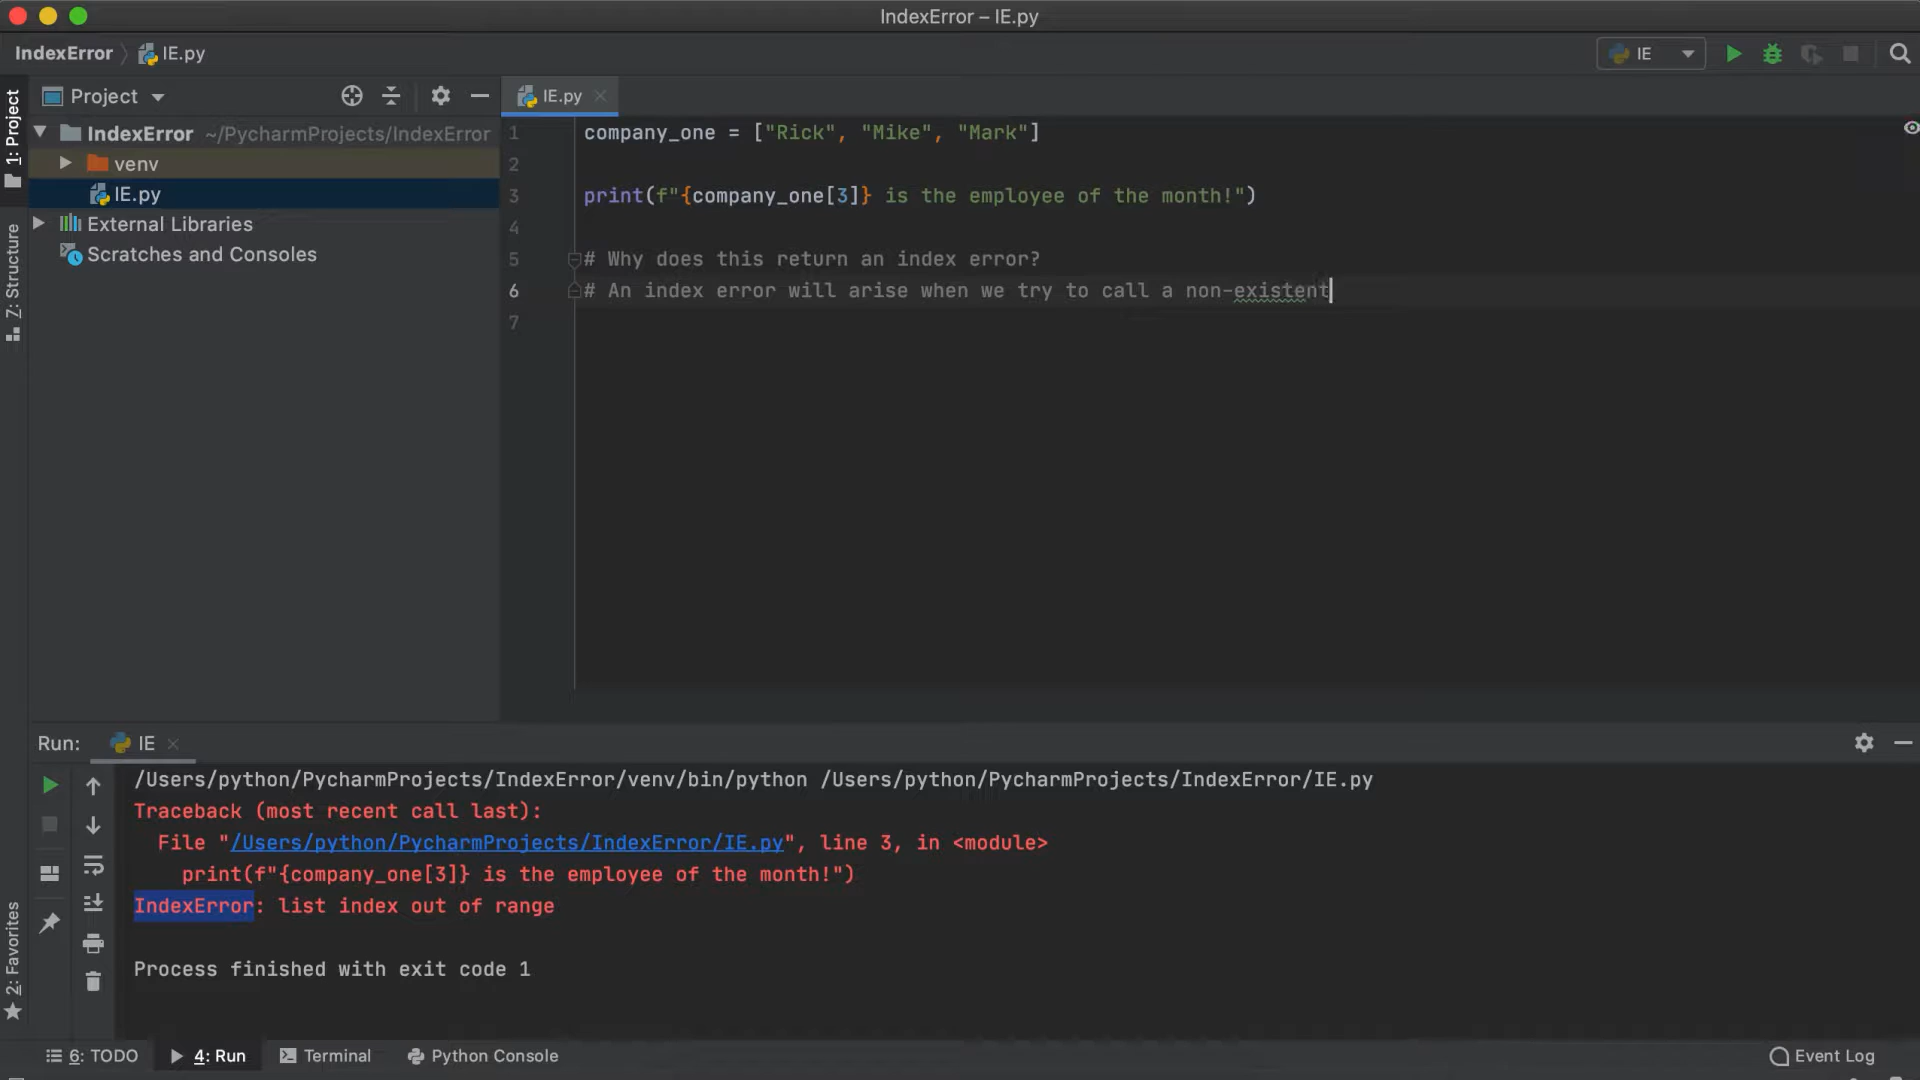 IndexError – IE.py
IndexError
IE.py
IE
1: Project
Z: Structure
2: Favorites
Project
IndexError ~/PycharmProjects/IndexError
venv
IE.py
External Libraries
Scratches and Consoles
IE.py
1 company_one = ["Rick", "Mike", "Mark"]
2
3 print(f"{company_one[3]} is the employee of the month!")
4
5 # Why does this return an index error?
6 # An index error will arise when we try to call a non-existent
7
Run: IE
/Users/python/PycharmProjects/IndexError/venv/bin/python /Users/python/PycharmProjects/IndexError/IE.py
Traceback (most recent call last):
File "/Users/python/PycharmProjects/IndexError/IE.py", line 3, in <module>
print(f"{company_one[3]} is the employee of the month!")
IndexError: list index out of range
Process finished with exit code 1
6: TODO
4: Run
Terminal
Python Console
Event Log